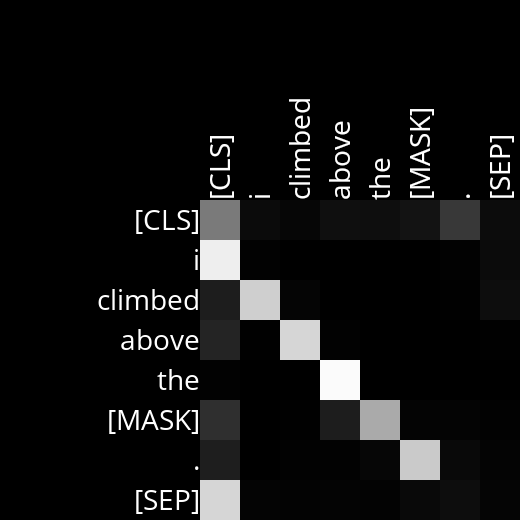 [CLS] i climbed above the [MASK] . [SEP]
[CLS]
i
climbed
above
the
[MASK]
.
[SEP]